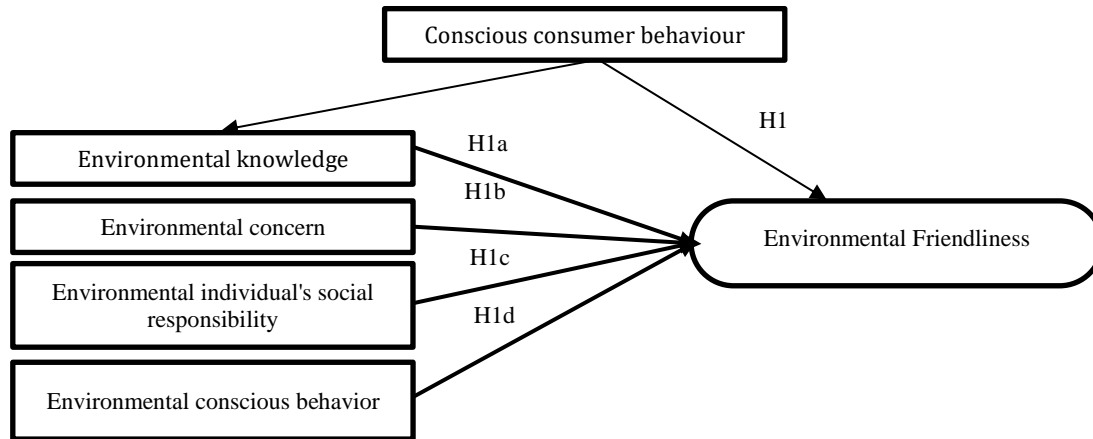 Conscious consumer behaviour
H1
Environmental knowledge
H1a
H1b
Environmental concern
Environmental Friendliness
H1c
Environmental individual's social
responsibility
H1d
Environmental conscious behavior